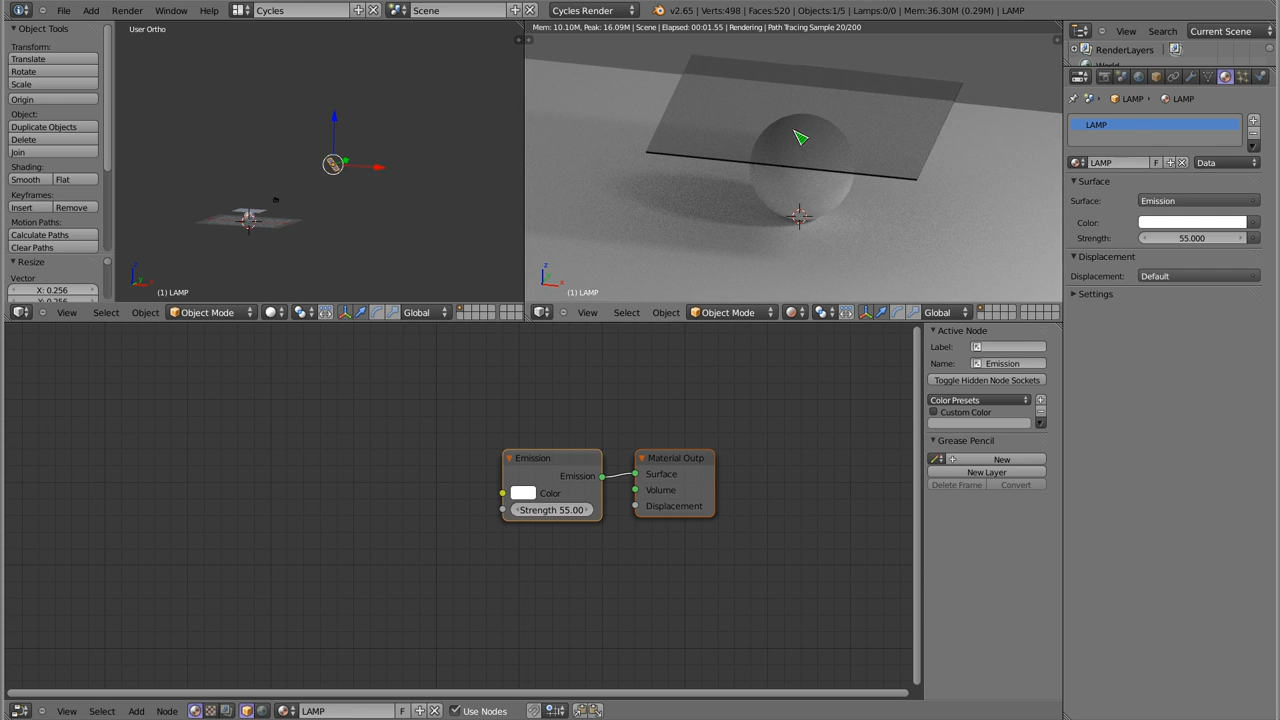 File Add Render Window Help Cycles Scene Cycles Render v2.65 | Verts:498 | Faces:520 | Objects:1/5 | Lamps:0/0 | Mem:36.30M (0.29M) | LAMP
Object Tools
Transform:
Translate
Rotate
Scale
Origin
Object:
Duplicate Objects
Delete
Join
Shading:
Smooth Flat
Keyframes:
Insert Remove
Motion Paths:
Calculate Paths
Clear Paths
Resize
Vector
X: 0.256
User Ortho
z
y
x
(1) LAMP
View Select Object Object Mode Global
Mem: 10.10M, Peak: 16.09M | Scene | Elapsed: 00:01.55 | Rendering | Path Tracing Sample 20/200
z
y
x
(1) LAMP
View Select Object Object Mode Global
View Search Current Scene
RenderLayers
LAMP LAMP
LAMP
LAMP F Data
Surface
Surface: Emission
Color:
Strength: 55.000
Displacement
Displacement: Default
Settings
Emission
Emission
Color
Strength 55.00
Material Outp
Surface
Volume
Displacement
Active Node
Label:
Name: Emission
Toggle Hidden Node Sockets
Color Presets
Custom Color
Grease Pencil
New
New Layer
Delete Frame Convert
View Select Add Node LAMP F Use Nodes